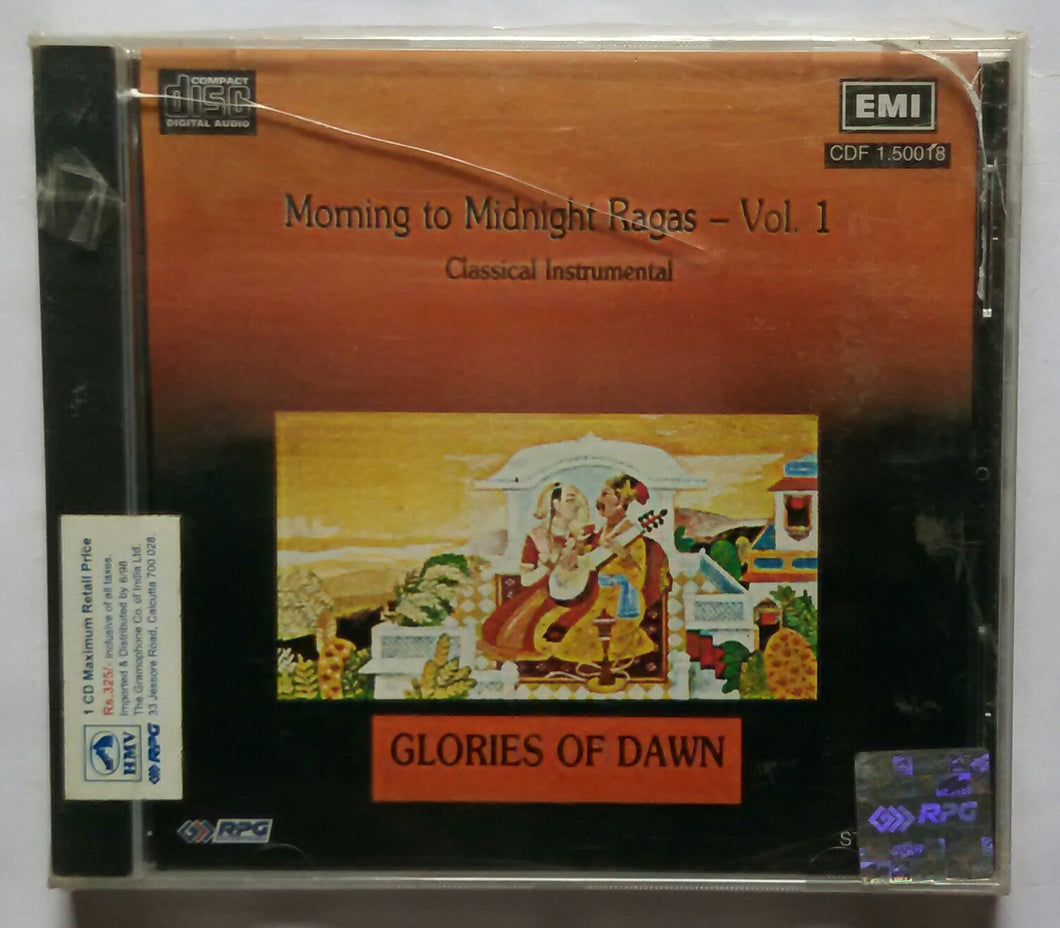 COMPACT
disc
DIGITAL AUDIO
EMI
CDF 1.50018
Morning to Midnight Ragas – Vol. 1
Classical Instrumental
GLORIES OF DAWN
1 CD Maximum Retail Price
Rs.325/- inclusive of all taxes.
Imported & Distributed by 6/98
The Gramophone Co. of India Ltd.
33 Jessore Road, Calcutta 700 028.
HMV
RPG
RPG
RPG